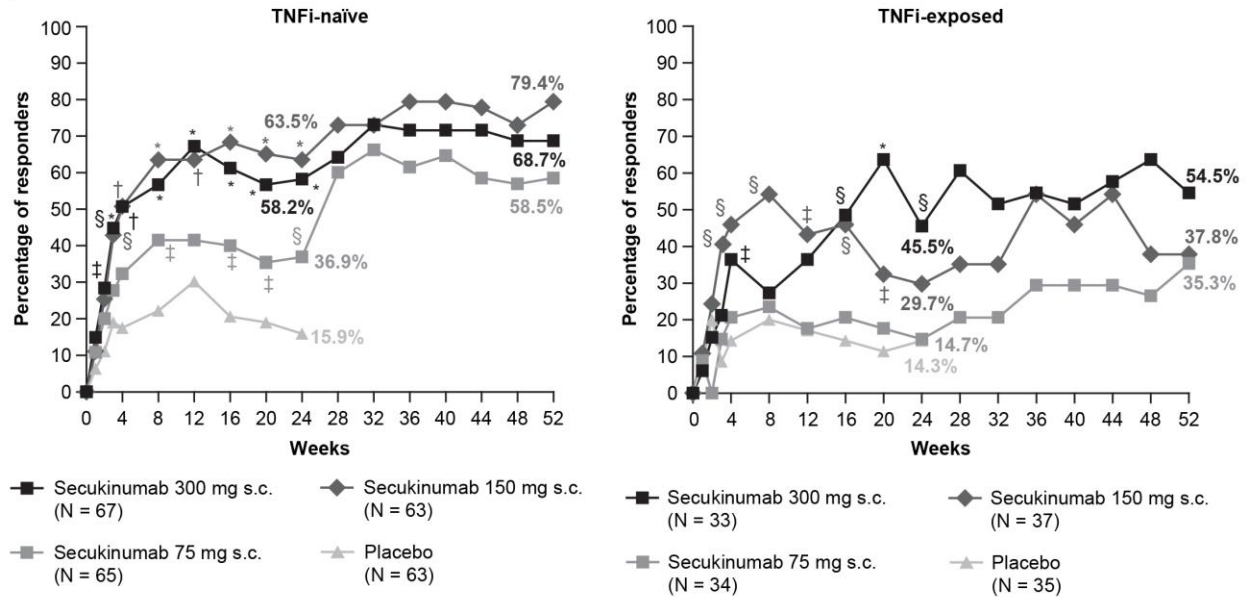 TNFi-naïve
Percentage of responders
100
90
80
70
60
50
40
30
20
10
0
0 4 8 12 16 20 24 28 32 36 40 44 48 52
Weeks
‡
§
*
†
†
§
*
*
‡
*
†
*
*
‡
*
*
‡
*
§
*
63.5%
58.2%
36.9%
15.9%
79.4%
68.7%
58.5%
Secukinumab 300 mg s.c.
(N = 67)
Secukinumab 150 mg s.c.
(N = 63)
Secukinumab 75 mg s.c.
(N = 65)
Placebo
(N = 63)
TNFi-exposed
Percentage of responders
100
90
80
70
60
50
40
30
20
10
0
0 4 8 12 16 20 24 28 32 36 40 44 48 52
Weeks
§
§
§
‡
‡
§
§
*
‡
§
45.5%
29.7%
14.7%
14.3%
54.5%
37.8%
35.3%
Secukinumab 300 mg s.c.
(N = 33)
Secukinumab 150 mg s.c.
(N = 37)
Secukinumab 75 mg s.c.
(N = 34)
Placebo
(N = 35)